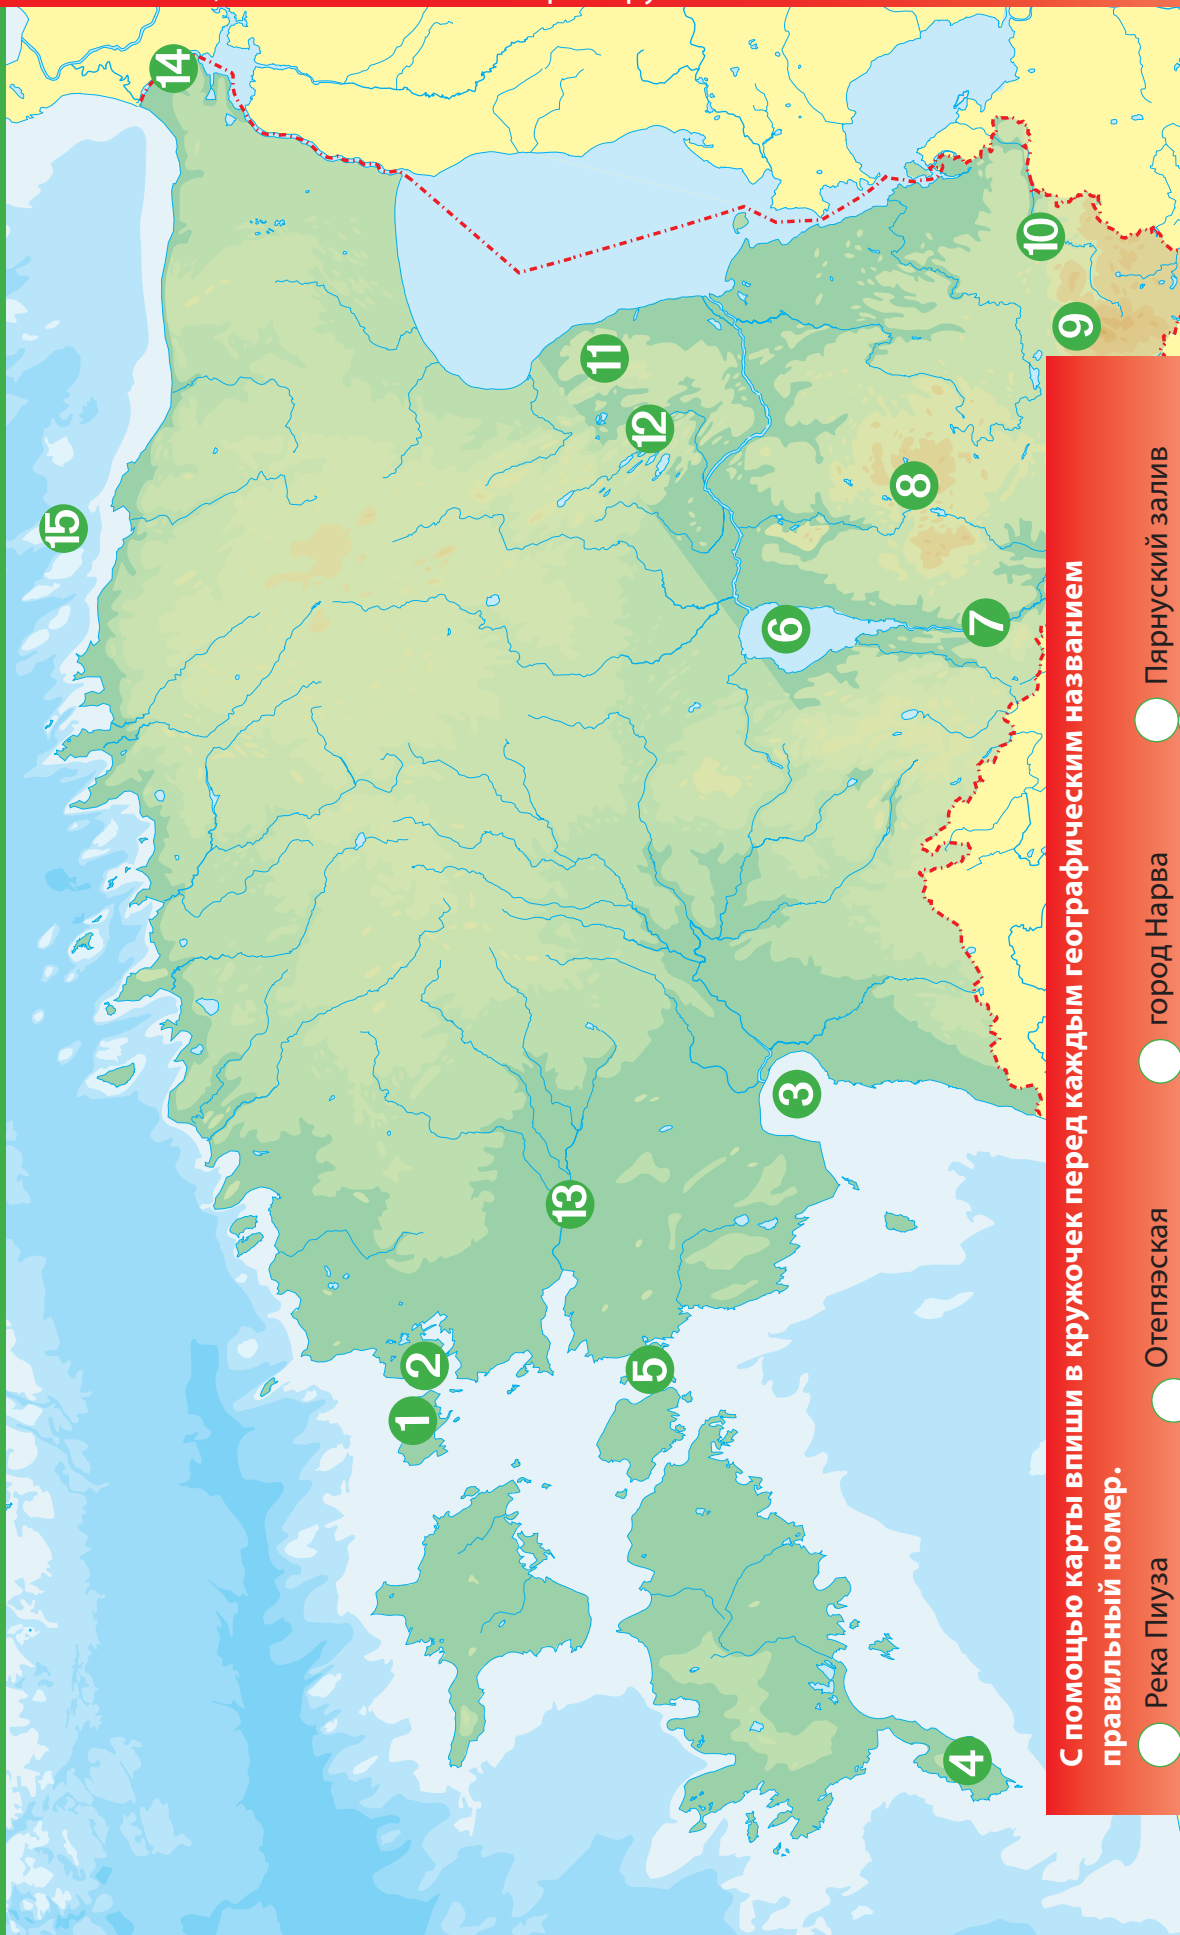 14
15
11
12
10
9
8
6
7
3
13
2
1
5
4
С помощью карты впиши в кружочек перед каждым географическим названием
правильный номер.
Река Пиуза
Отепяэская
город Нарва
Пярнуский залив